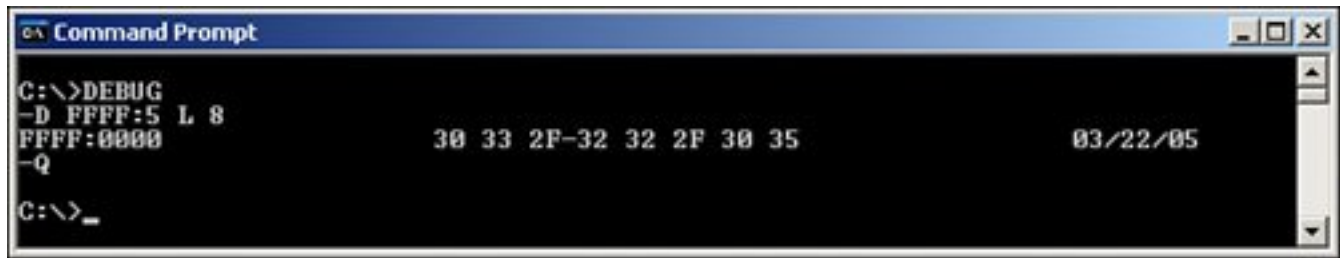 Command Prompt
C:\>DEBUG
-D FFFF:5 L 8
FFFF:0000 30 33 2F-32 32 2F 30 35 03/22/05
-Q
C:\>_